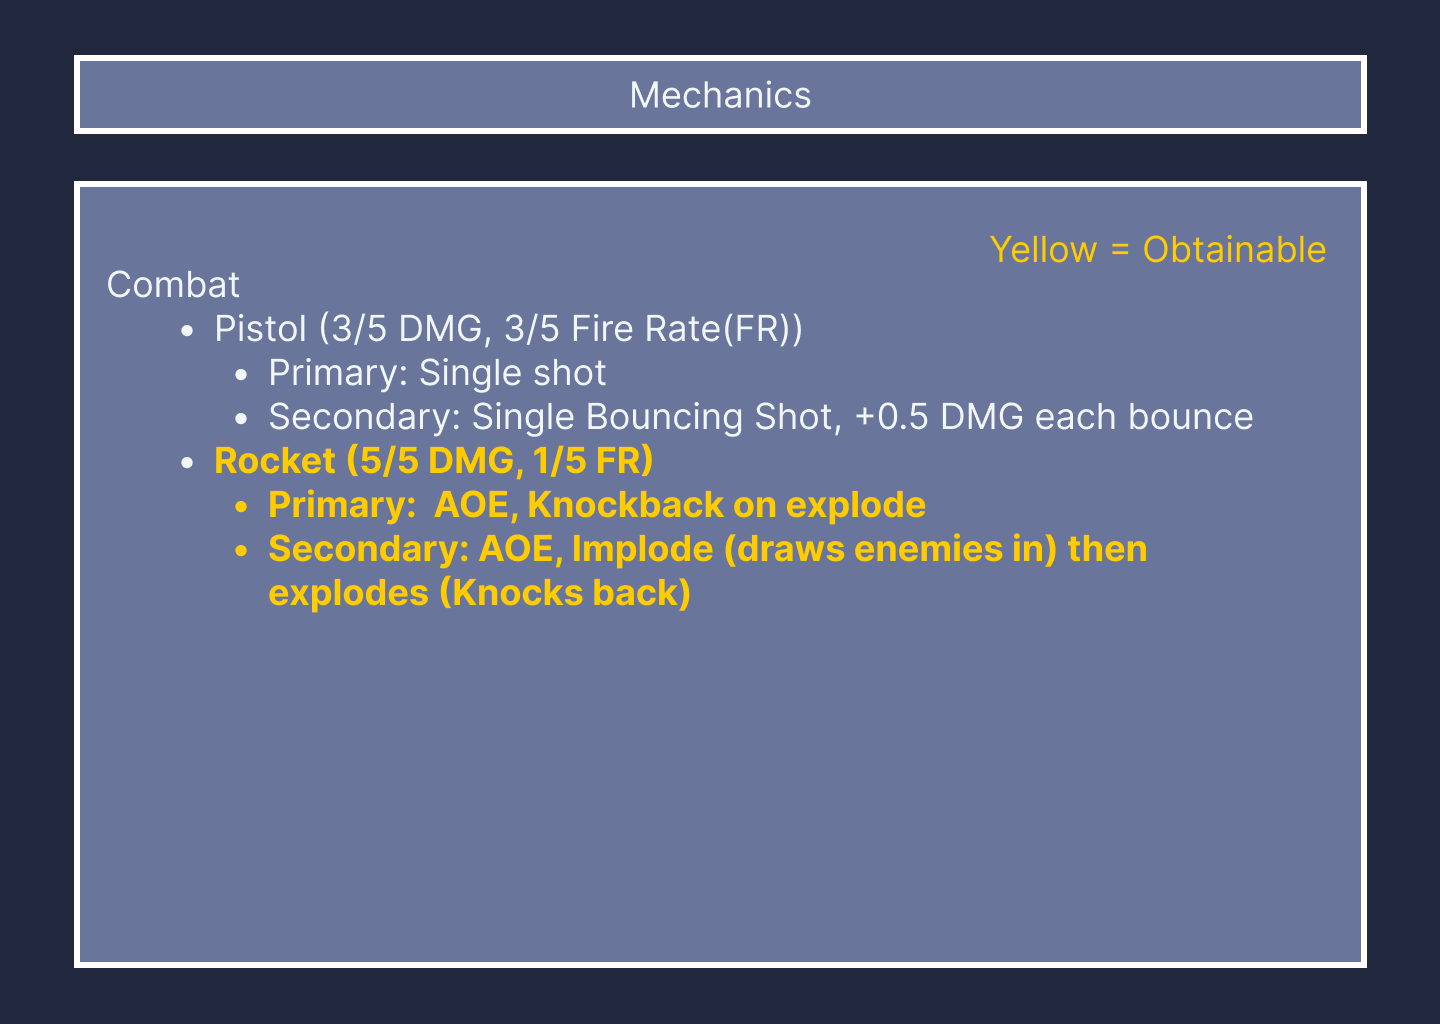 Mechanics
Yellow = Obtainable
Combat
• Pistol (3/5 DMG, 3/5 Fire Rate(FR))
• Primary: Single shot
• Secondary: Single Bouncing Shot, +0.5 DMG each bounce
• Rocket (5/5 DMG, 1/5 FR)
• Primary:  AOE, Knockback on explode
• Secondary: AOE, Implode (draws enemies in) then
explodes (Knocks back)